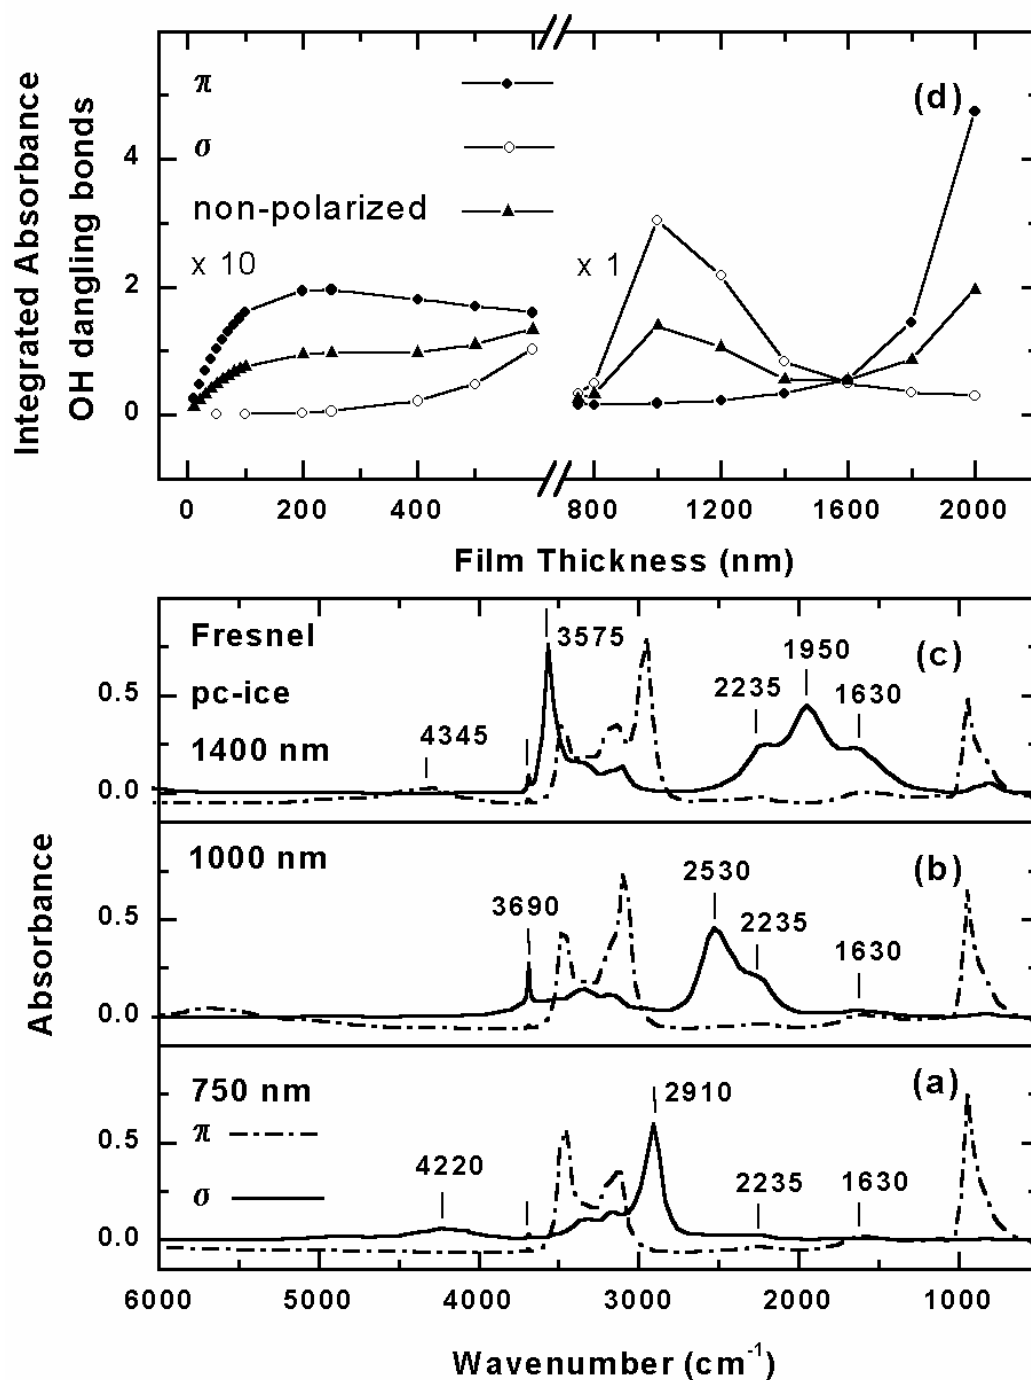 Integrated Absorbance
OH dangling bonds
π
σ
non-polarized
x 10
x 1
(d)
4
2
0
0 200 400 800 1200 1600 2000
Film Thickness (nm)
Fresnel
pc-ice
1400 nm
(c)
3575
4345
2235
1950
1630
0.5
0.0
1000 nm
(b)
3690
2530
2235
1630
0.5
0.0
Absorbance
750 nm
(a)
π
σ
4220
2910
2235
1630
0.5
0.0
6000 5000 4000 3000 2000 1000
Wavenumber (cm⁻¹)